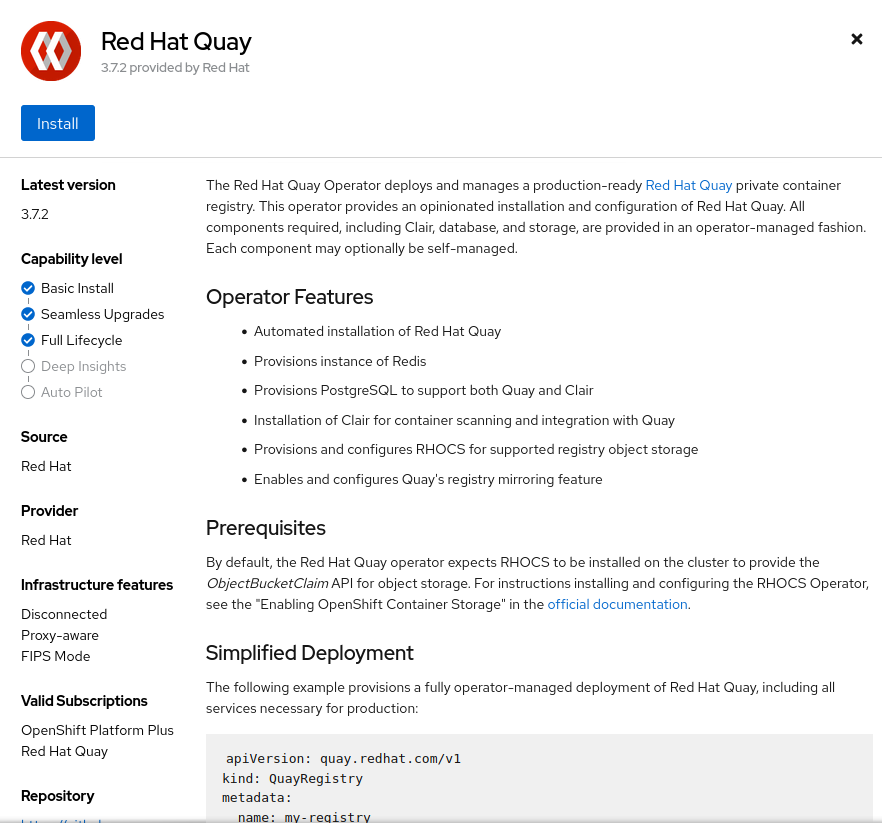 Red Hat Quay
3.7.2 provided by Red Hat
Install
Latest version
3.7.2
Capability level
Basic Install
Seamless Upgrades
Full Lifecycle
Deep Insights
Auto Pilot
Source
Red Hat
Provider
Red Hat
Infrastructure features
Disconnected
Proxy-aware
FIPS Mode
Valid Subscriptions
OpenShift Platform Plus
Red Hat Quay
Repository
The Red Hat Quay Operator deploys and manages a production-ready Red Hat Quay private container
registry. This operator provides an opinionated installation and configuration of Red Hat Quay. All
components required, including Clair, database, and storage, are provided in an operator-managed fashion.
Each component may optionally be self-managed.
Operator Features
• Automated installation of Red Hat Quay
• Provisions instance of Redis
• Provisions PostgreSQL to support both Quay and Clair
• Installation of Clair for container scanning and integration with Quay
• Provisions and configures RHOCS for supported registry object storage
• Enables and configures Quay's registry mirroring feature
Prerequisites
By default, the Red Hat Quay operator expects RHOCS to be installed on the cluster to provide the
ObjectBucketClaim API for object storage. For instructions installing and configuring the RHOCS Operator,
see the "Enabling OpenShift Container Storage" in the official documentation.
Simplified Deployment
The following example provisions a fully operator-managed deployment of Red Hat Quay, including all
services necessary for production:
apiVersion: quay.redhat.com/v1
kind: QuayRegistry
metadata:
name: my-registry